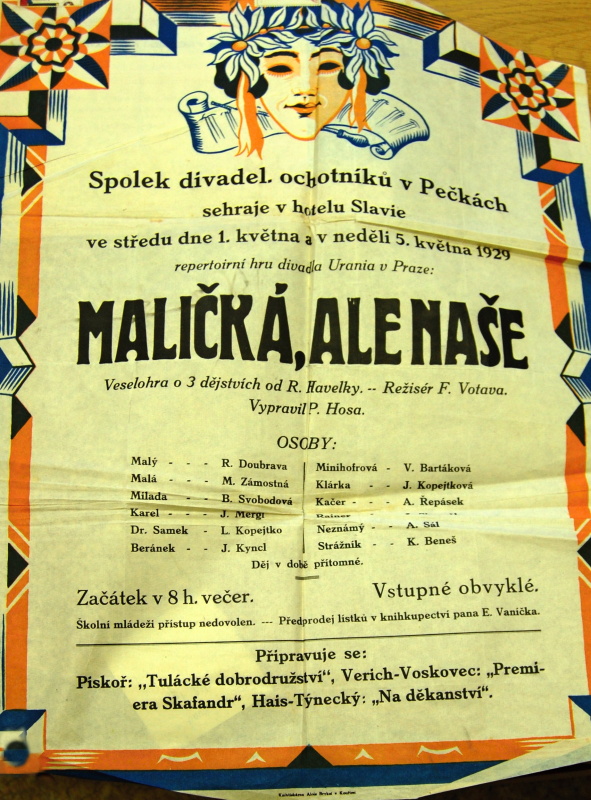 Spolek divadel. ochotníků v Pečkách
sehraje v hotelu Slavie
ve středu dne 1. května a v neděli 5. května 1929
repertoirní hru divadla Urania v Praze:
MALIČKÁ, ALE NAŠE
Veselohra o 3 dějstvích od R. Havelky. -- Režisér F. Votava.
Vypravil P. Hosa.
OSOBY:
Malý - - - R. Doubrava
Malá - - - M. Zámostná
Milada - - B. Svobodová
Karel - - - J. Mergl
Dr. Samek - L. Kopejtko
Beránek - - J. Kyncl
Minihofrová - V. Bartáková
Klárka - - J. Kopejtková
Kačer - - A. Řepásek
Neznámý - - A. Sál
Strážník - - K. Beneš
Děj v době přítomné.
Začátek v 8 h. večer. Vstupné obvyklé.
Školní mládeži přístup nedovolen. --- Předprodej lístků v knihkupectví pana E. Vaníčka.
Připravuje se:
Piskoř: „Tulácké dobrodružství", Verich-Voskovec: „Premi-
era Skafandr", Hais-Týnecký: „Na děkanství".